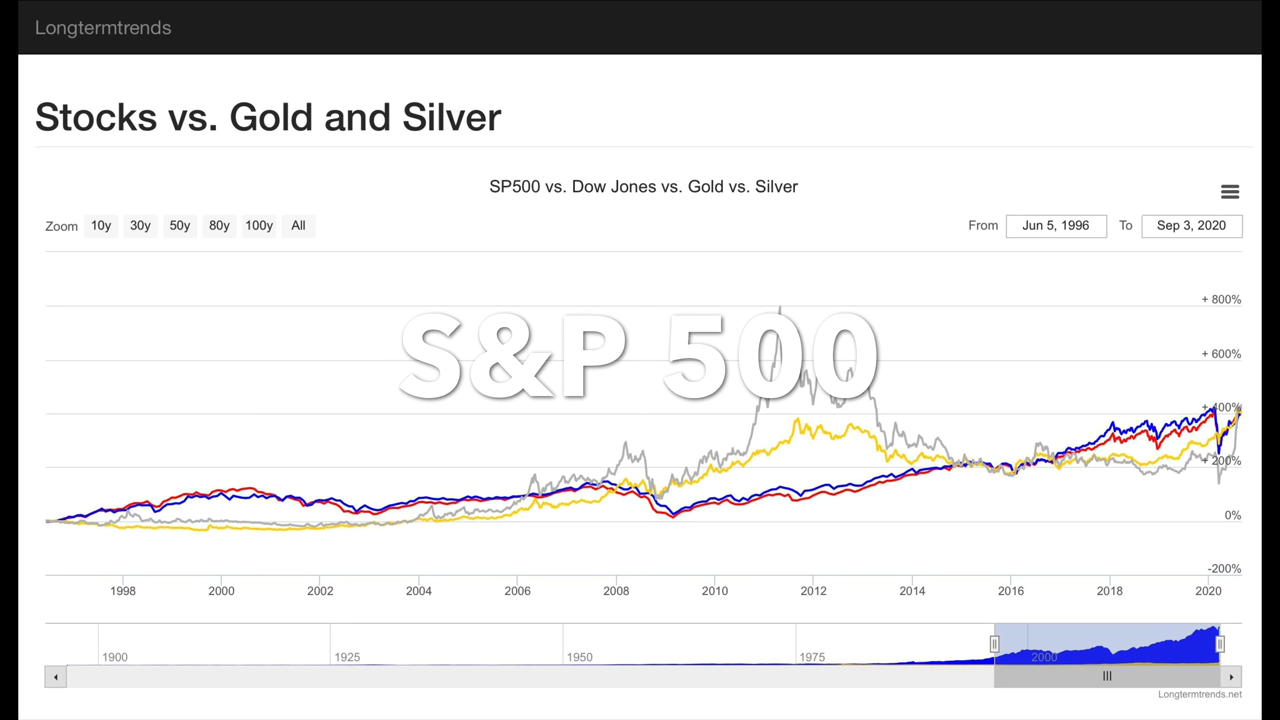 Longtermtrends
Stocks vs. Gold and Silver
SP500 vs. Dow Jones vs. Gold vs. Silver
Zoom 10y 30y 50y 80y 100y All
From Jun 5, 1996 To Sep 3, 2020
+ 800%
S&P 500
+ 600%
+ 400%
+ 200%
0%
-200%
1998 2000 2002 2004 2006 2008 2010 2012 2014 2016 2018 2020
1900 1925 1950 1975 2000
Longtermtrends.net